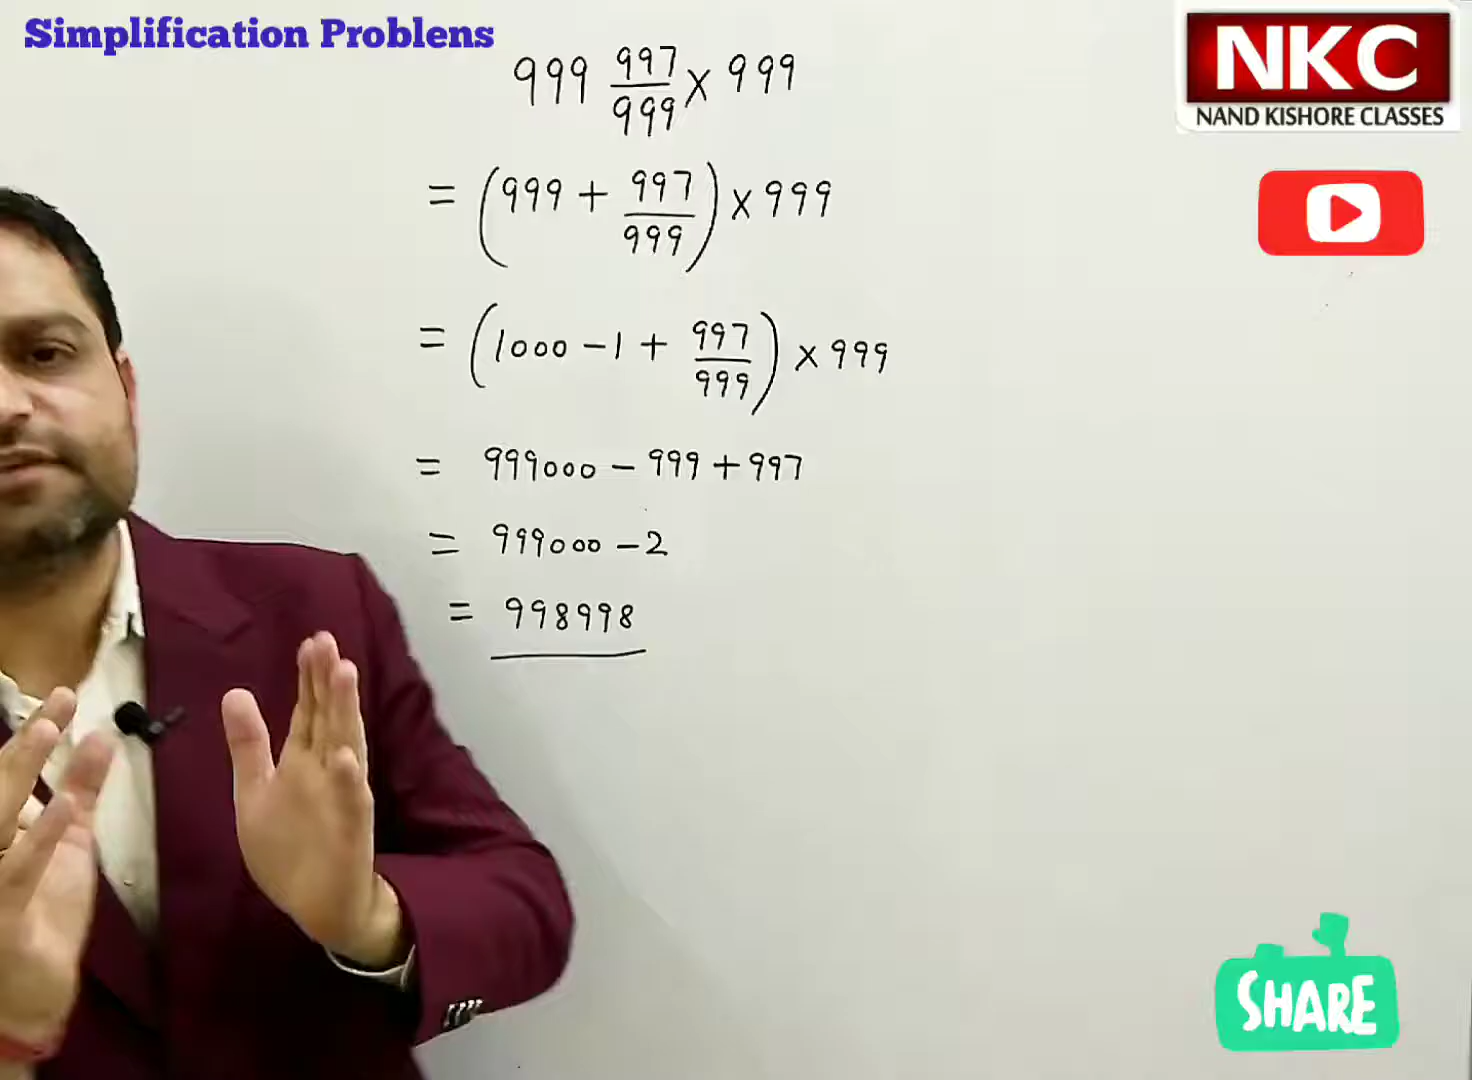 Simplification Problens
999 997/999 × 999
= (999 + 997/999) × 999
= (1000 - 1 + 997/999) × 999
= 999000 - 999 + 997
= 999000 - 2
= 998998
NKC
NAND KISHORE CLASSES
SHARE